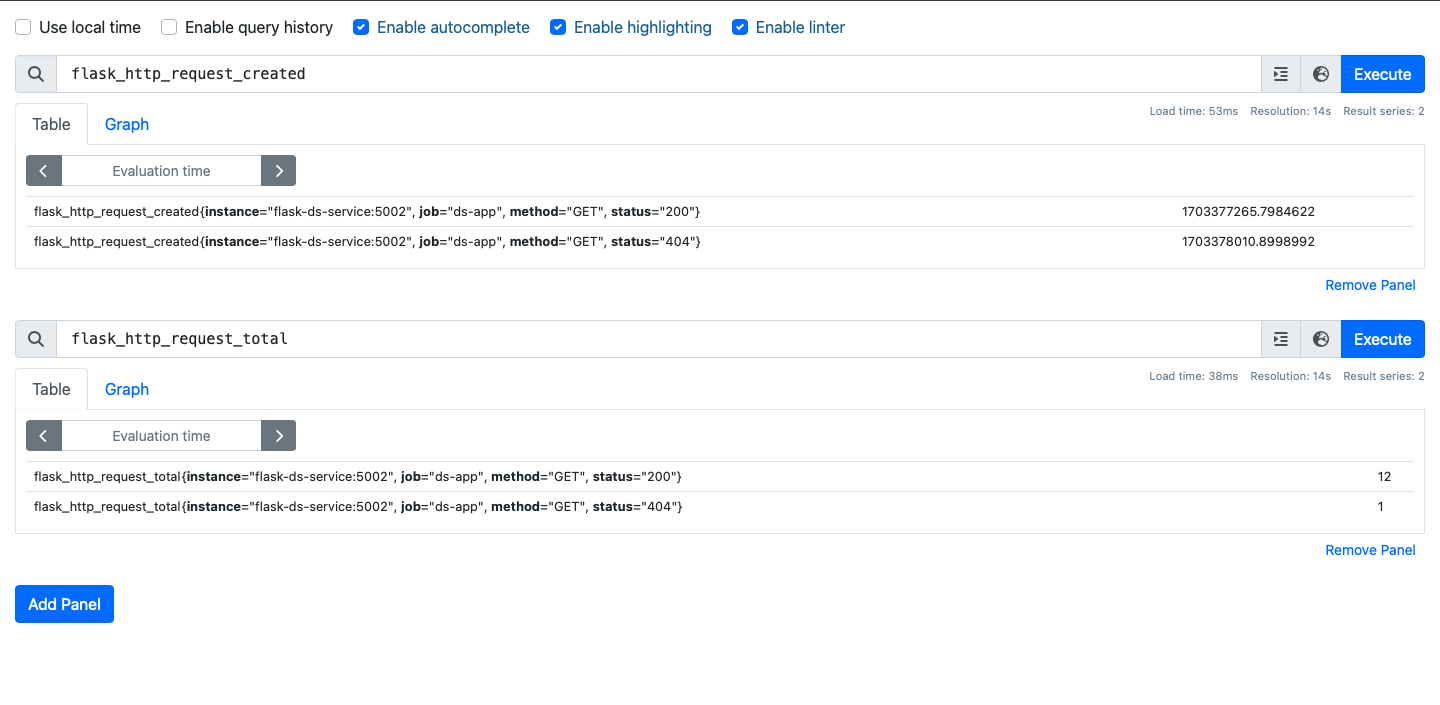 Use local time Enable query history Enable autocomplete Enable highlighting Enable linter
flask_http_request_created Execute
Table Graph Load time: 53ms Resolution: 14s Result series: 2
Evaluation time
flask_http_request_created{instance="flask-ds-service:5002", job="ds-app", method="GET", status="200"} 1703377265.7984622
flask_http_request_created{instance="flask-ds-service:5002", job="ds-app", method="GET", status="404"} 1703378010.8998992
Remove Panel
flask_http_request_total Execute
Table Graph Load time: 38ms Resolution: 14s Result series: 2
Evaluation time
flask_http_request_total{instance="flask-ds-service:5002", job="ds-app", method="GET", status="200"} 12
flask_http_request_total{instance="flask-ds-service:5002", job="ds-app", method="GET", status="404"} 1
Remove Panel
Add Panel